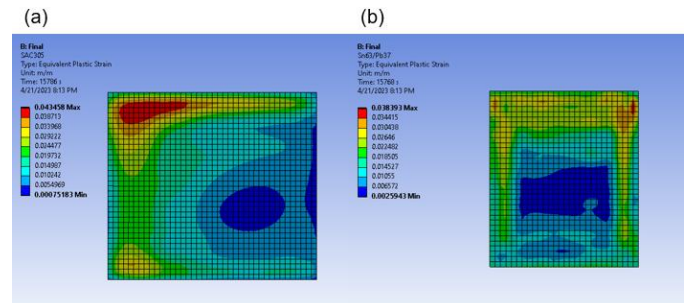 (a)
(b)
B: Final
SAC305
Type: Equivalent Plastic Strain
Unit: m/m
Time: 15786 s
4/21/2023 8:13 PM
0.043458 Max
0.038713
0.033968
0.029222
0.024477
0.019732
0.014987
0.010242
0.0054969
0.00075183 Min
B: Final
Sn63/Pb37
Type: Equivalent Plastic Strain
Unit: m/m
Time: 15768 s
4/21/2023 8:13 PM
0.038393 Max
0.034415
0.030438
0.02646
0.022482
0.018505
0.014527
0.01055
0.006572
0.0025943 Min